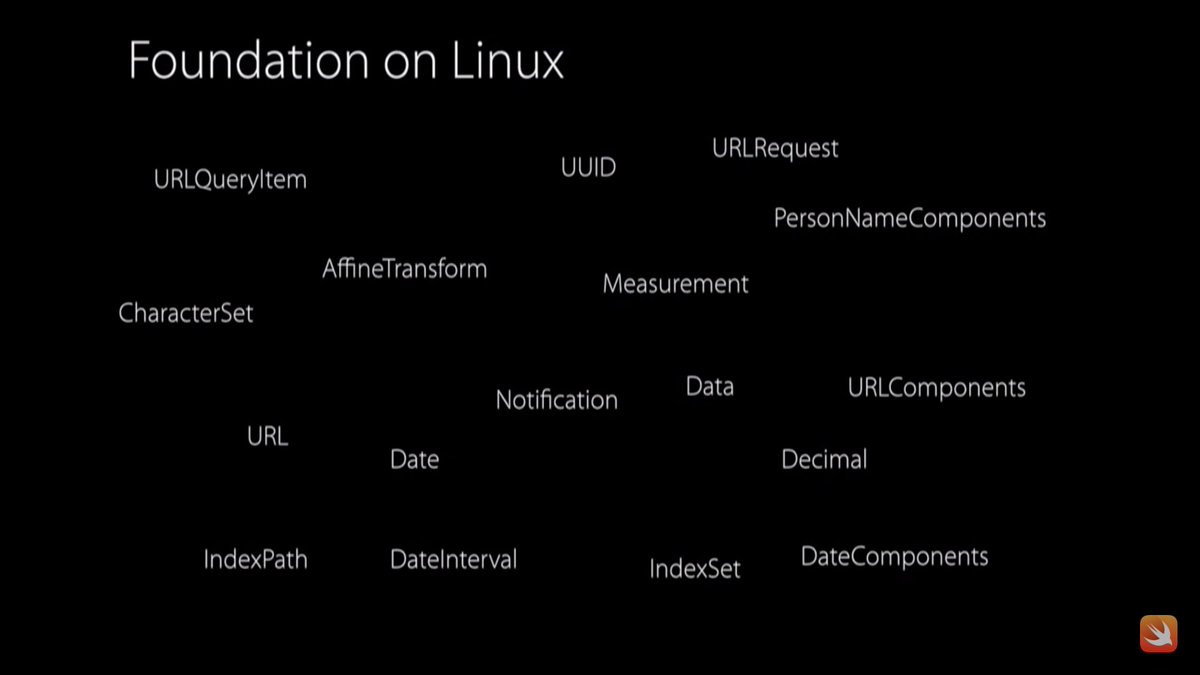 Foundation on Linux
URLRequest
UUID
URLQueryItem
PersonNameComponents
AffineTransform
Measurement
CharacterSet
Data
URLComponents
Notification
URL
Date
Decimal
DateComponents
IndexPath
DateInterval
IndexSet